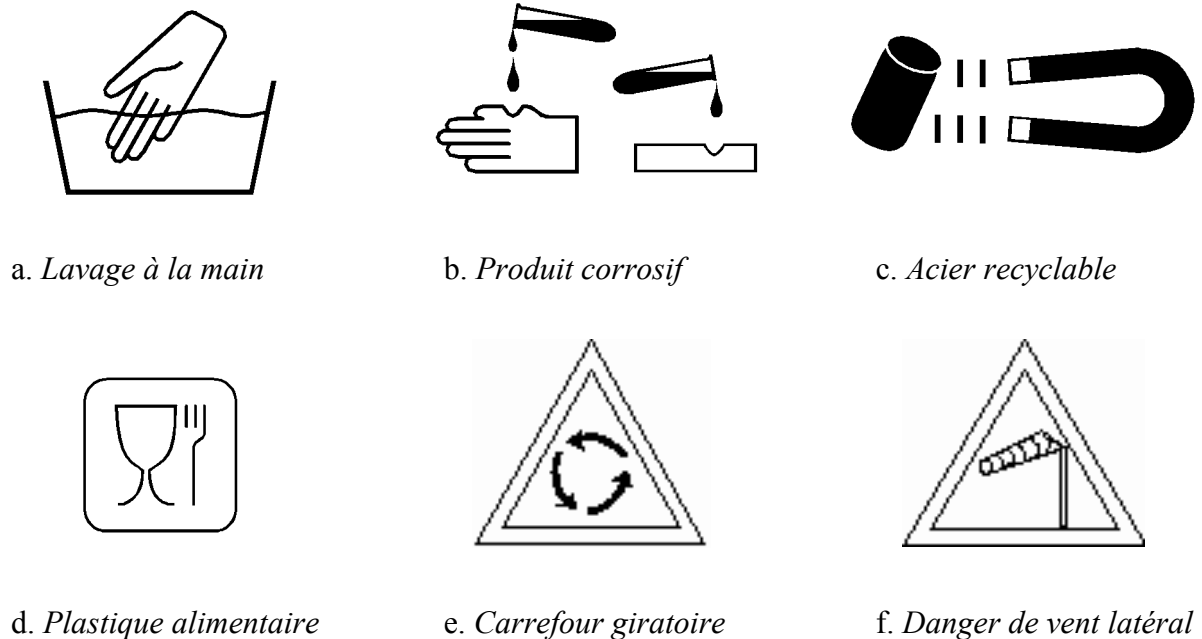 a. Lavage à la main
b. Produit corrosif
c. Acier recyclable
d. Plastique alimentaire
e. Carrefour giratoire
f. Danger de vent latéral